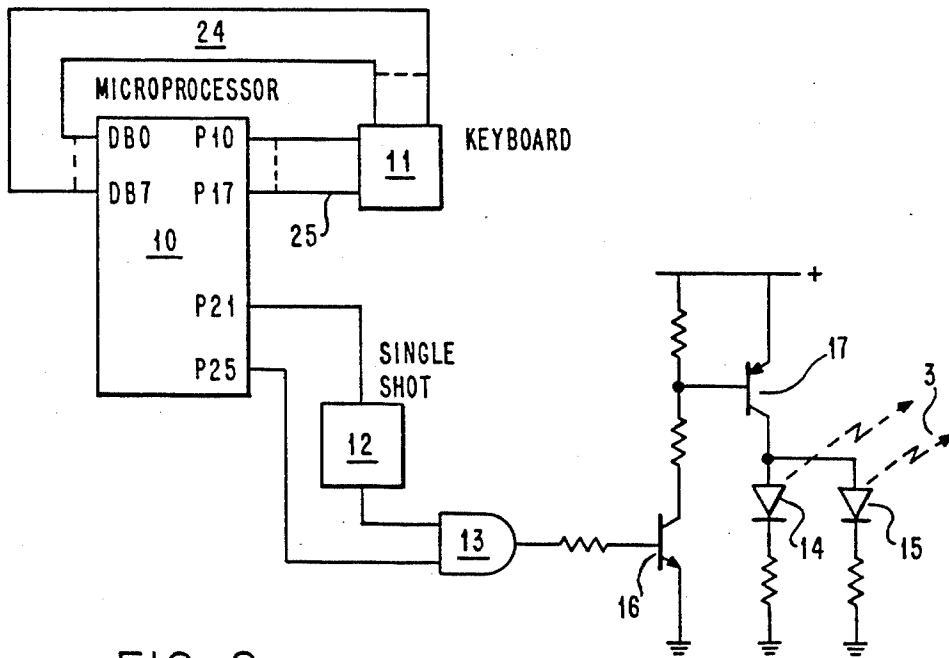 24
MICROPROCESSOR
DB0 P10
DB7 P17
10
11
KEYBOARD
25
P21
P25
SINGLE
SHOT
12
13
+
17
3
14
15
16